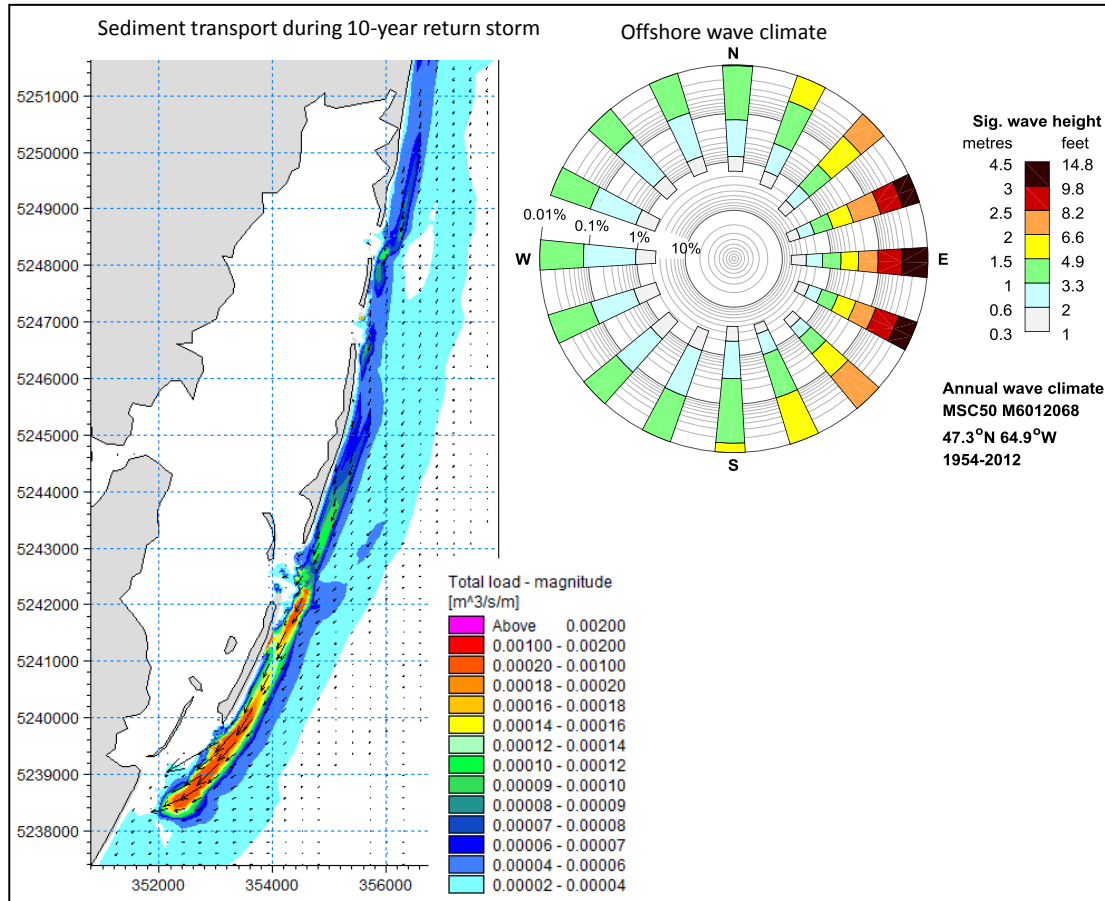 Sediment transport during 10-year return storm
5251000
5250000
5249000
5248000
5247000
5246000
5245000
5244000
5243000
5242000
5241000
5240000
5239000
5238000
352000 354000 356000
Offshore wave climate
N
E
S
W
0.01%
0.1%
1%
10%
Sig. wave height
metres feet
4.5 14.8
3 9.8
2.5 8.2
2 6.6
1.5 4.9
1 3.3
0.6 2
0.3 1
Annual wave climate
MSC50 M6012068
47.3°N 64.9°W
1954-2012
Total load - magnitude
[m^3/s/m]
Above 0.00200
0.00100 - 0.00200
0.00020 - 0.00100
0.00018 - 0.00020
0.00016 - 0.00018
0.00014 - 0.00016
0.00012 - 0.00014
0.00010 - 0.00012
0.00009 - 0.00010
0.00008 - 0.00009
0.00007 - 0.00008
0.00006 - 0.00007
0.00004 - 0.00006
0.00002 - 0.00004